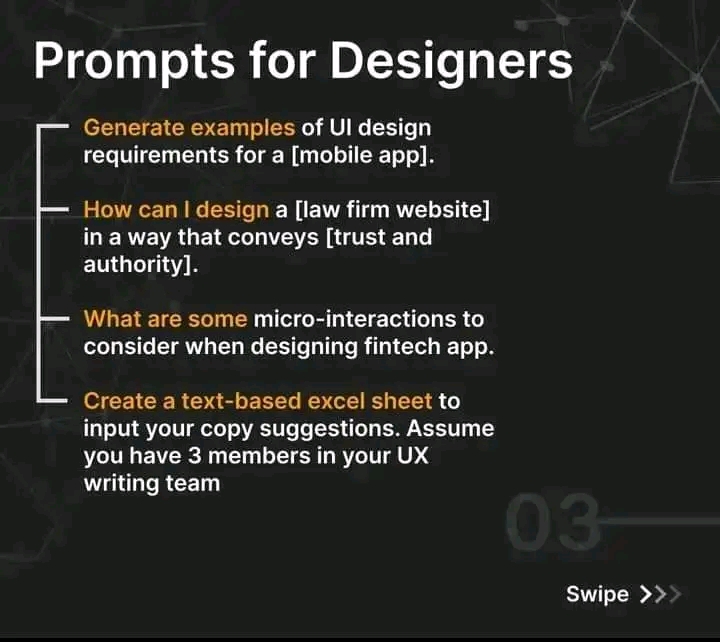 Prompts for Designers
Generate examples of UI design
requirements for a [mobile app].
How can I design a [law firm website]
in a way that conveys [trust and
authority].
What are some micro-interactions to
consider when designing fintech app.
Create a text-based excel sheet to
input your copy suggestions. Assume
you have 3 members in your UX
writing team
03
Swipe